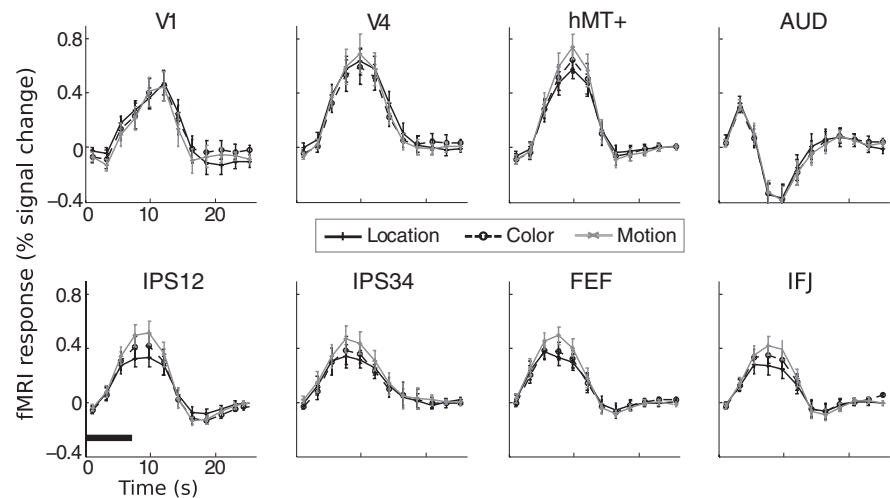 V1 V4 hMT+ AUD
fMRI response (% signal change)
0.8
0.4
0
−0.4
0 10 20
Location Color Motion
IPS12 IPS34 FEF IFJ
0.8
0.4
0
−0.4
0 10 20
Time (s)